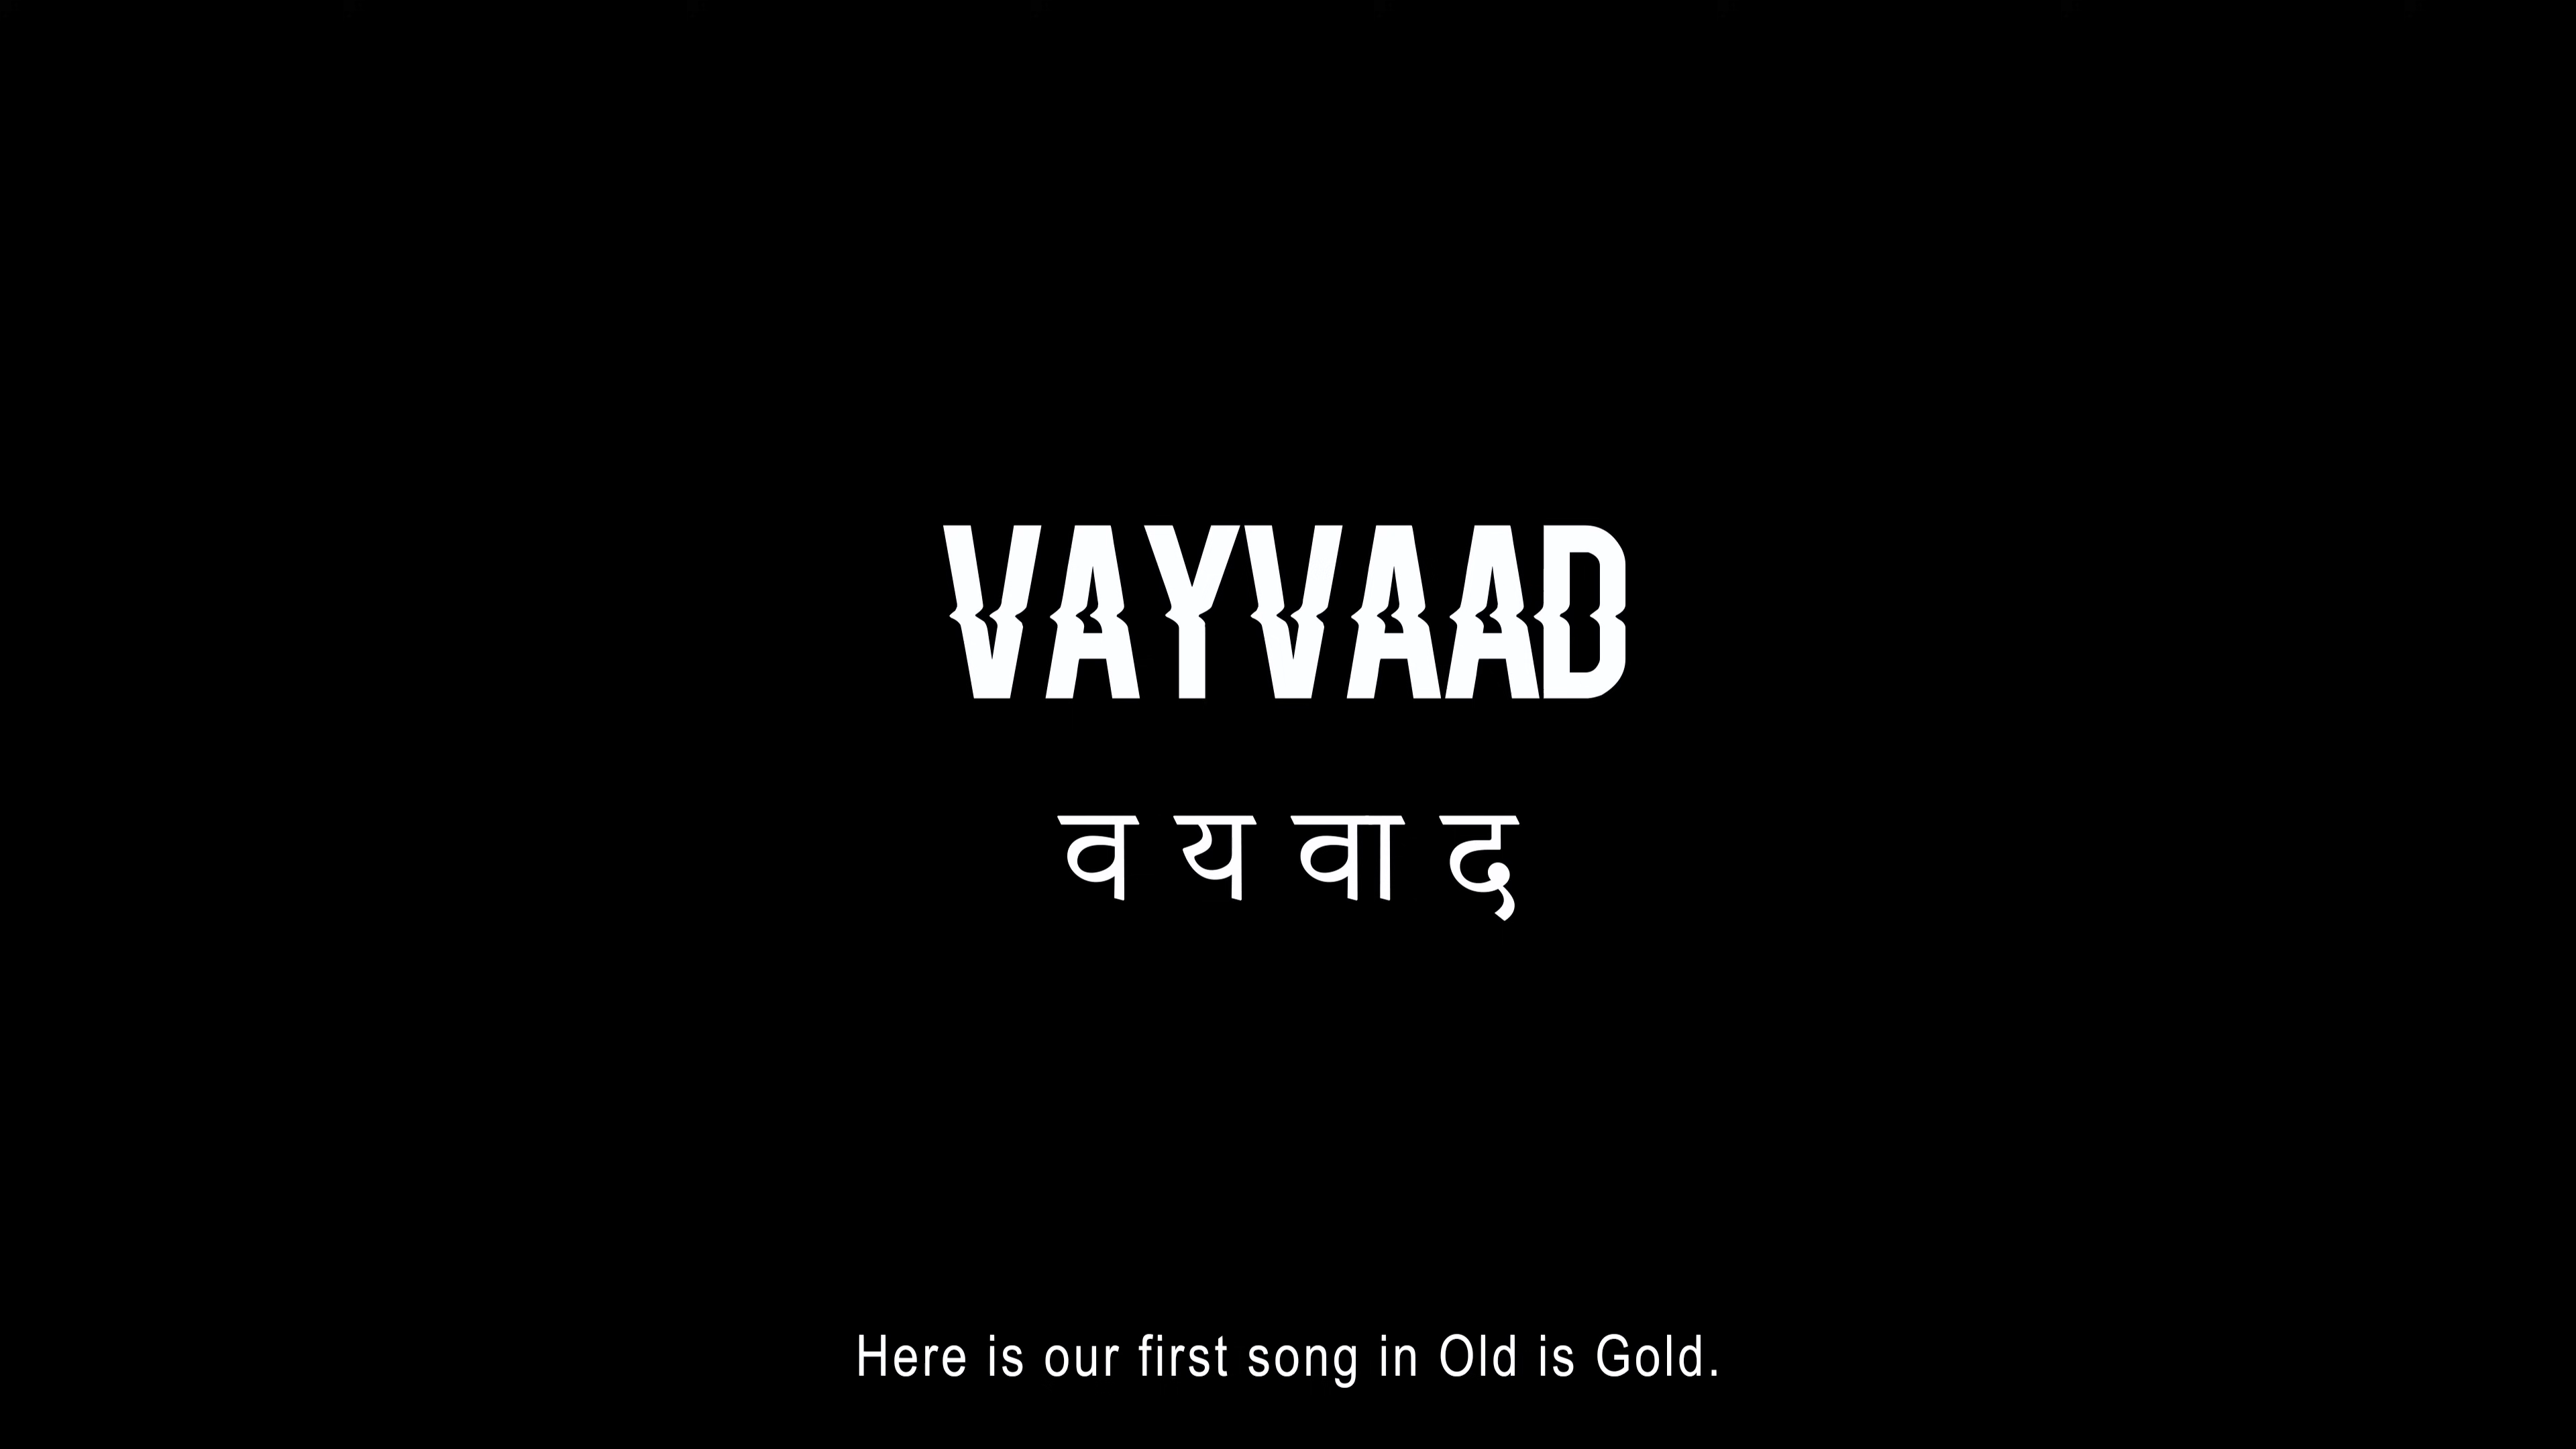 VAYVAAD
व य वा द
Here is our first song in Old is Gold.